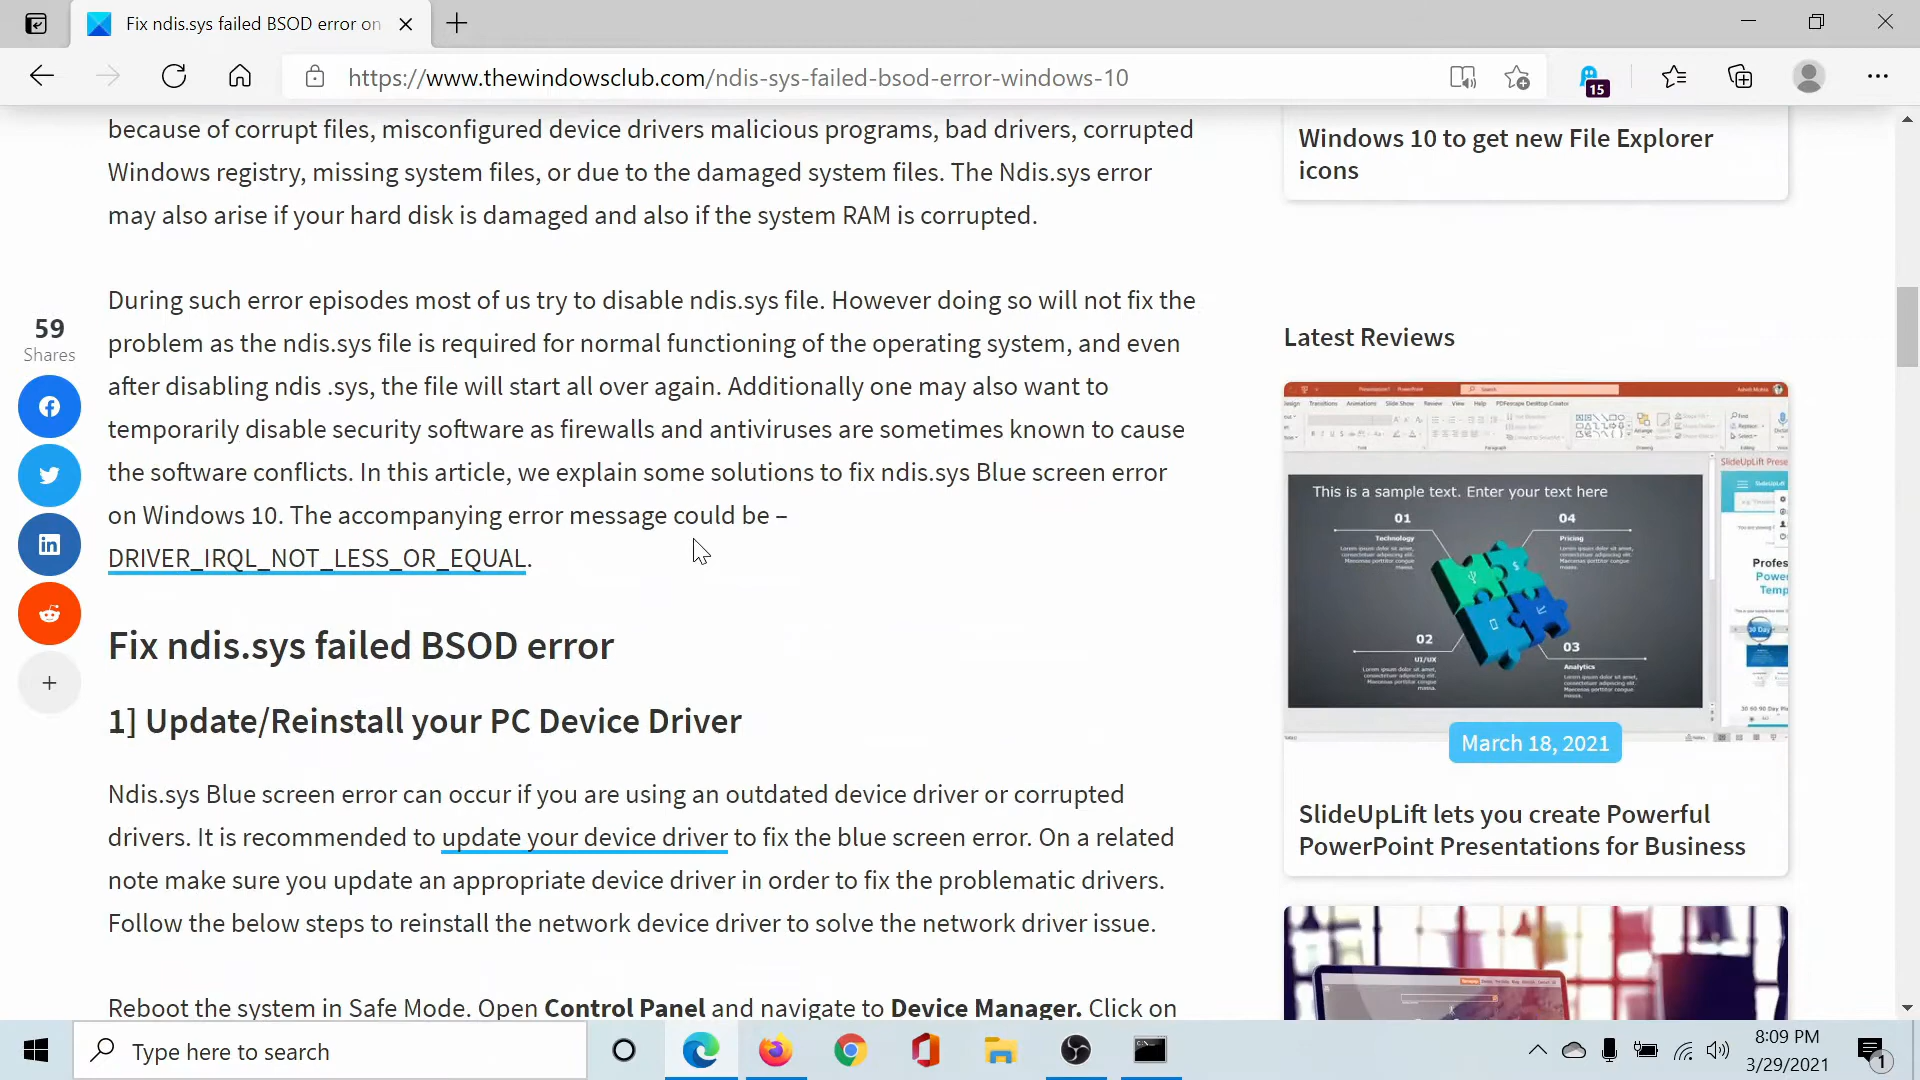 Fix ndis.sys failed BSOD error on
https://www.thewindowsclub.com/ndis-sys-failed-bsod-error-windows-10
15
because of corrupt files, misconfigured device drivers malicious programs, bad drivers, corrupted
Windows registry, missing system files, or due to the damaged system files. The Ndis.sys error
may also arise if your hard disk is damaged and also if the system RAM is corrupted.
During such error episodes most of us try to disable ndis.sys file. However doing so will not fix the
problem as the ndis.sys file is required for normal functioning of the operating system, and even
after disabling ndis .sys, the file will start all over again. Additionally one may also want to
temporarily disable security software as firewalls and antiviruses are sometimes known to cause
the software conflicts. In this article, we explain some solutions to fix ndis.sys Blue screen error
on Windows 10. The accompanying error message could be –
DRIVER_IRQL_NOT_LESS_OR_EQUAL.
Fix ndis.sys failed BSOD error
1] Update/Reinstall your PC Device Driver
Ndis.sys Blue screen error can occur if you are using an outdated device driver or corrupted
drivers. It is recommended to update your device driver to fix the blue screen error. On a related
note make sure you update an appropriate device driver in order to fix the problematic drivers.
Follow the below steps to reinstall the network device driver to solve the network driver issue.
Reboot the system in Safe Mode. Open Control Panel and navigate to Device Manager. Click on
59
Shares
Windows 10 to get new File Explorer
icons
Latest Reviews
This is a sample text. Enter your text here
01
Technology
04
Pricing
02
UI/UX
03
Analytics
March 18, 2021
SlideUpLift lets you create Powerful
PowerPoint Presentations for Business
Type here to search
8:09 PM
3/29/2021
1